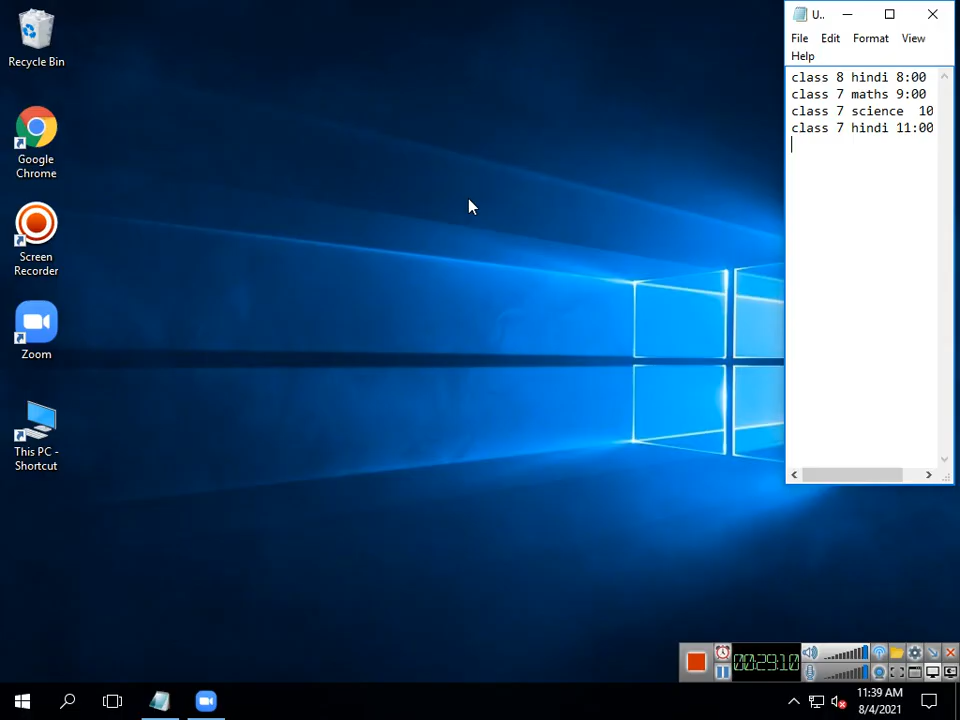 Recycle Bin
Google
Chrome
Screen
Recorder
Zoom
This PC -
Shortcut
U..
File Edit Format View
Help
class 8 hindi 8:00
class 7 maths 9:00
class 7 science  10
class 7 hindi 11:00
00:29:10
11:39 AM
8/4/2021